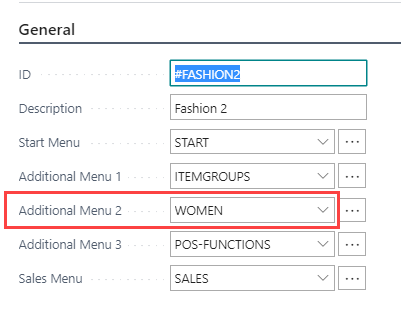 General
ID #FASHION2
Description Fashion 2
Start Menu START
Additional Menu 1 ITEMGROUPS
Additional Menu 2 WOMEN
Additional Menu 3 POS-FUNCTIONS
Sales Menu SALES